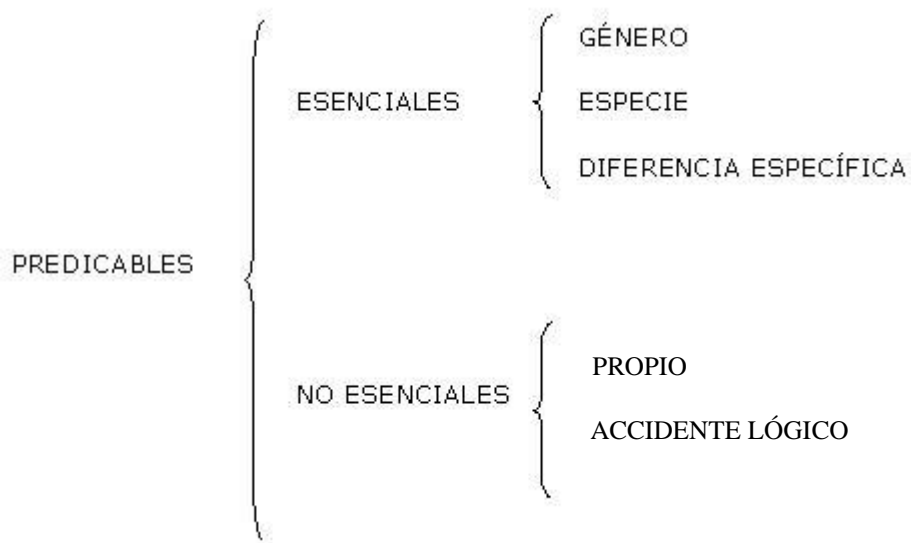 GÉNERO
ESENCIALES
ESPECIE
DIFERENCIA ESPECÍFICA
PREDICABLES
PROPIO
NO ESENCIALES
ACCIDENTE LÓGICO